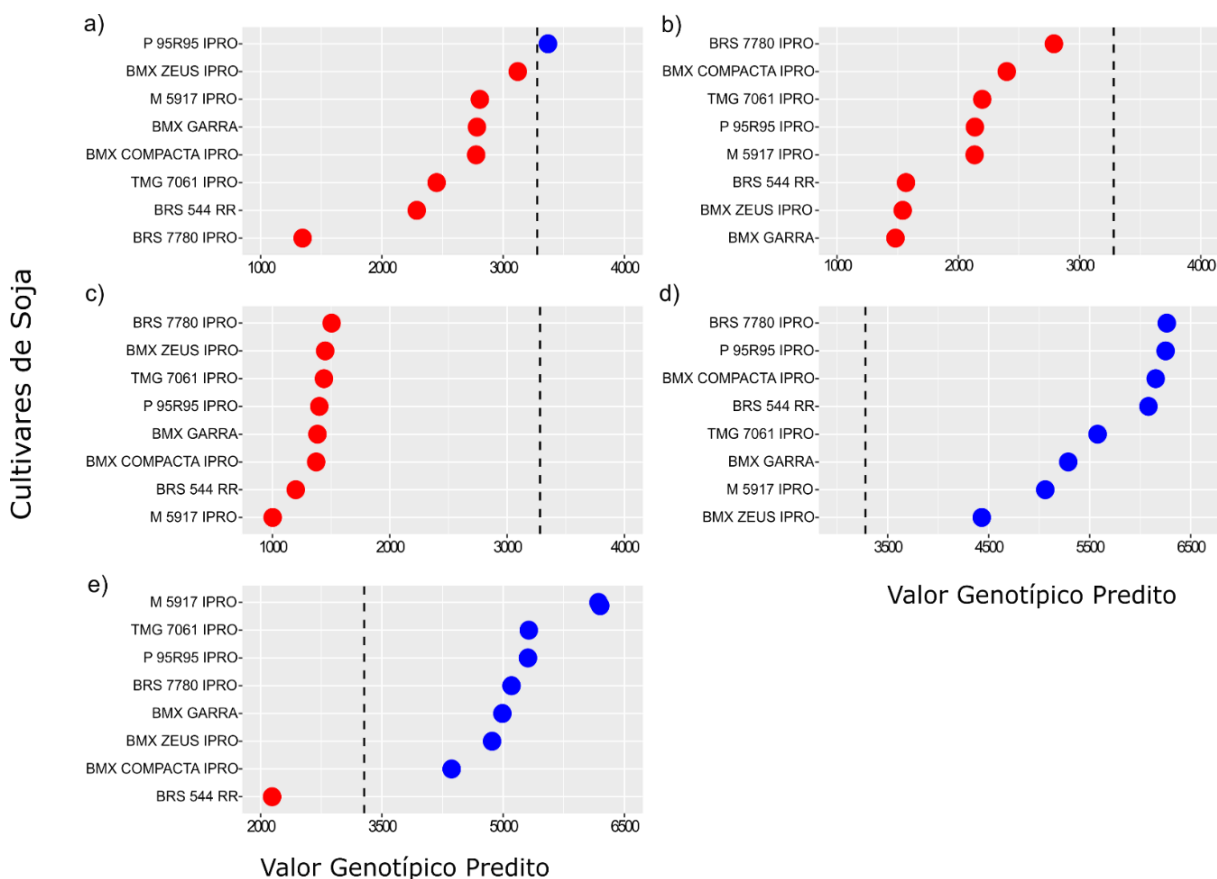 a)
P 95R95 IPRO
BMX ZEUS IPRO
M 5917 IPRO
BMX GARRA
BMX COMPACTA IPRO
TMG 7061 IPRO
BRS 544 RR
BRS 7780 IPRO
1000 2000 3000 4000
b)
BRS 7780 IPRO
BMX COMPACTA IPRO
TMG 7061 IPRO
P 95R95 IPRO
M 5917 IPRO
BRS 544 RR
BMX ZEUS IPRO
BMX GARRA
1000 2000 3000 4000
Cultivares de Soja
c)
BRS 7780 IPRO
BMX ZEUS IPRO
TMG 7061 IPRO
P 95R95 IPRO
BMX GARRA
BMX COMPACTA IPRO
BRS 544 RR
M 5917 IPRO
1000 2000 3000 4000
d)
BRS 7780 IPRO
P 95R95 IPRO
BMX COMPACTA IPRO
BRS 544 RR
TMG 7061 IPRO
BMX GARRA
M 5917 IPRO
BMX ZEUS IPRO
3500 4500 5500 6500
Valor Genotípico Predito
e)
M 5917 IPRO
TMG 7061 IPRO
P 95R95 IPRO
BRS 7780 IPRO
BMX GARRA
BMX ZEUS IPRO
BMX COMPACTA IPRO
BRS 544 RR
2000 3500 5000 6500
Valor Genotípico Predito